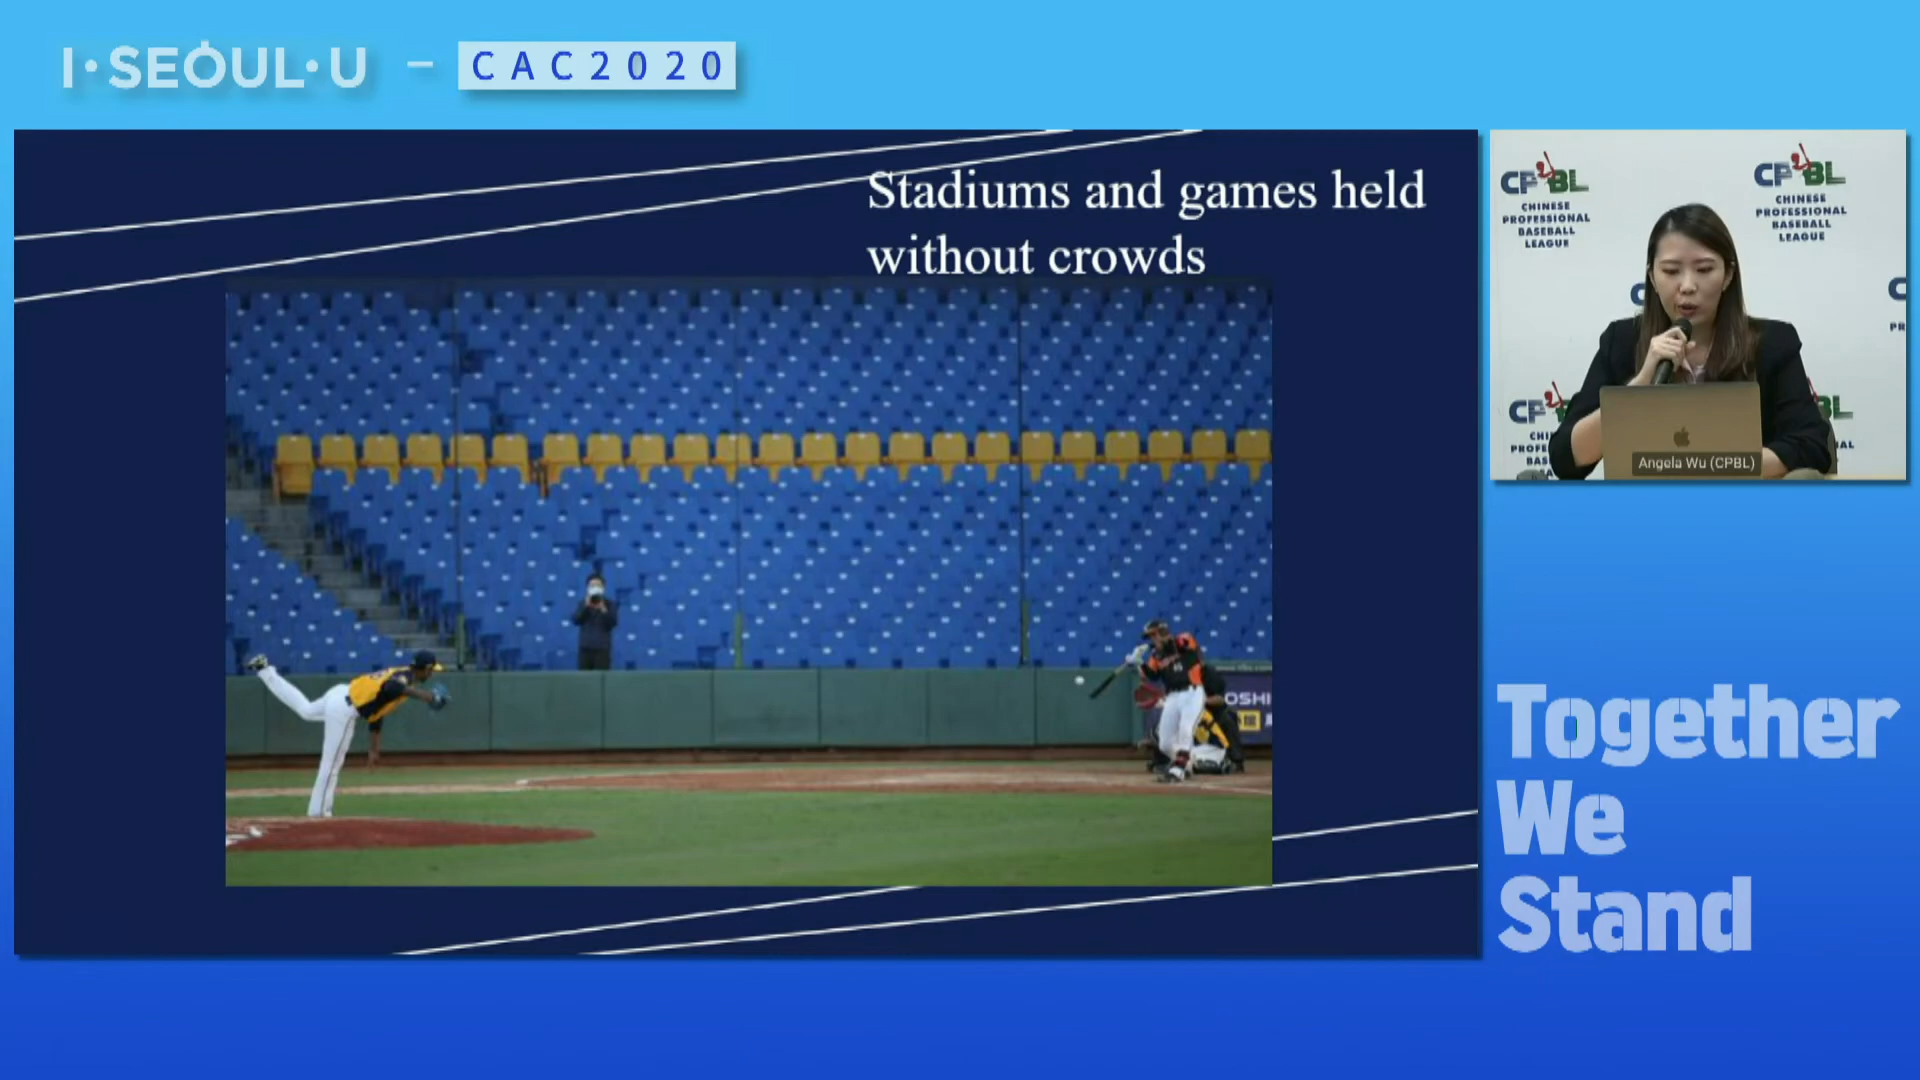 I·SEOUL·U – CAC2020
Stadiums and games held
without crowds
CPBL
CHINESE
PROFESSIONAL
BASEBALL
LEAGUE
CPBL
CHINESE
PROFESSIONAL
BASEBALL
LEAGUE
Angela Wu (CPBL)
OSHI
Together
We
Stand